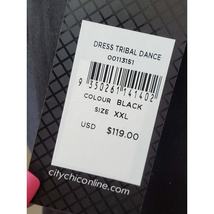 DRESS TRIBAL DANCE
00113151
9 350261 141402
COLOUR BLACK
SIZE XXL
USD $119.00
citychiconline.com